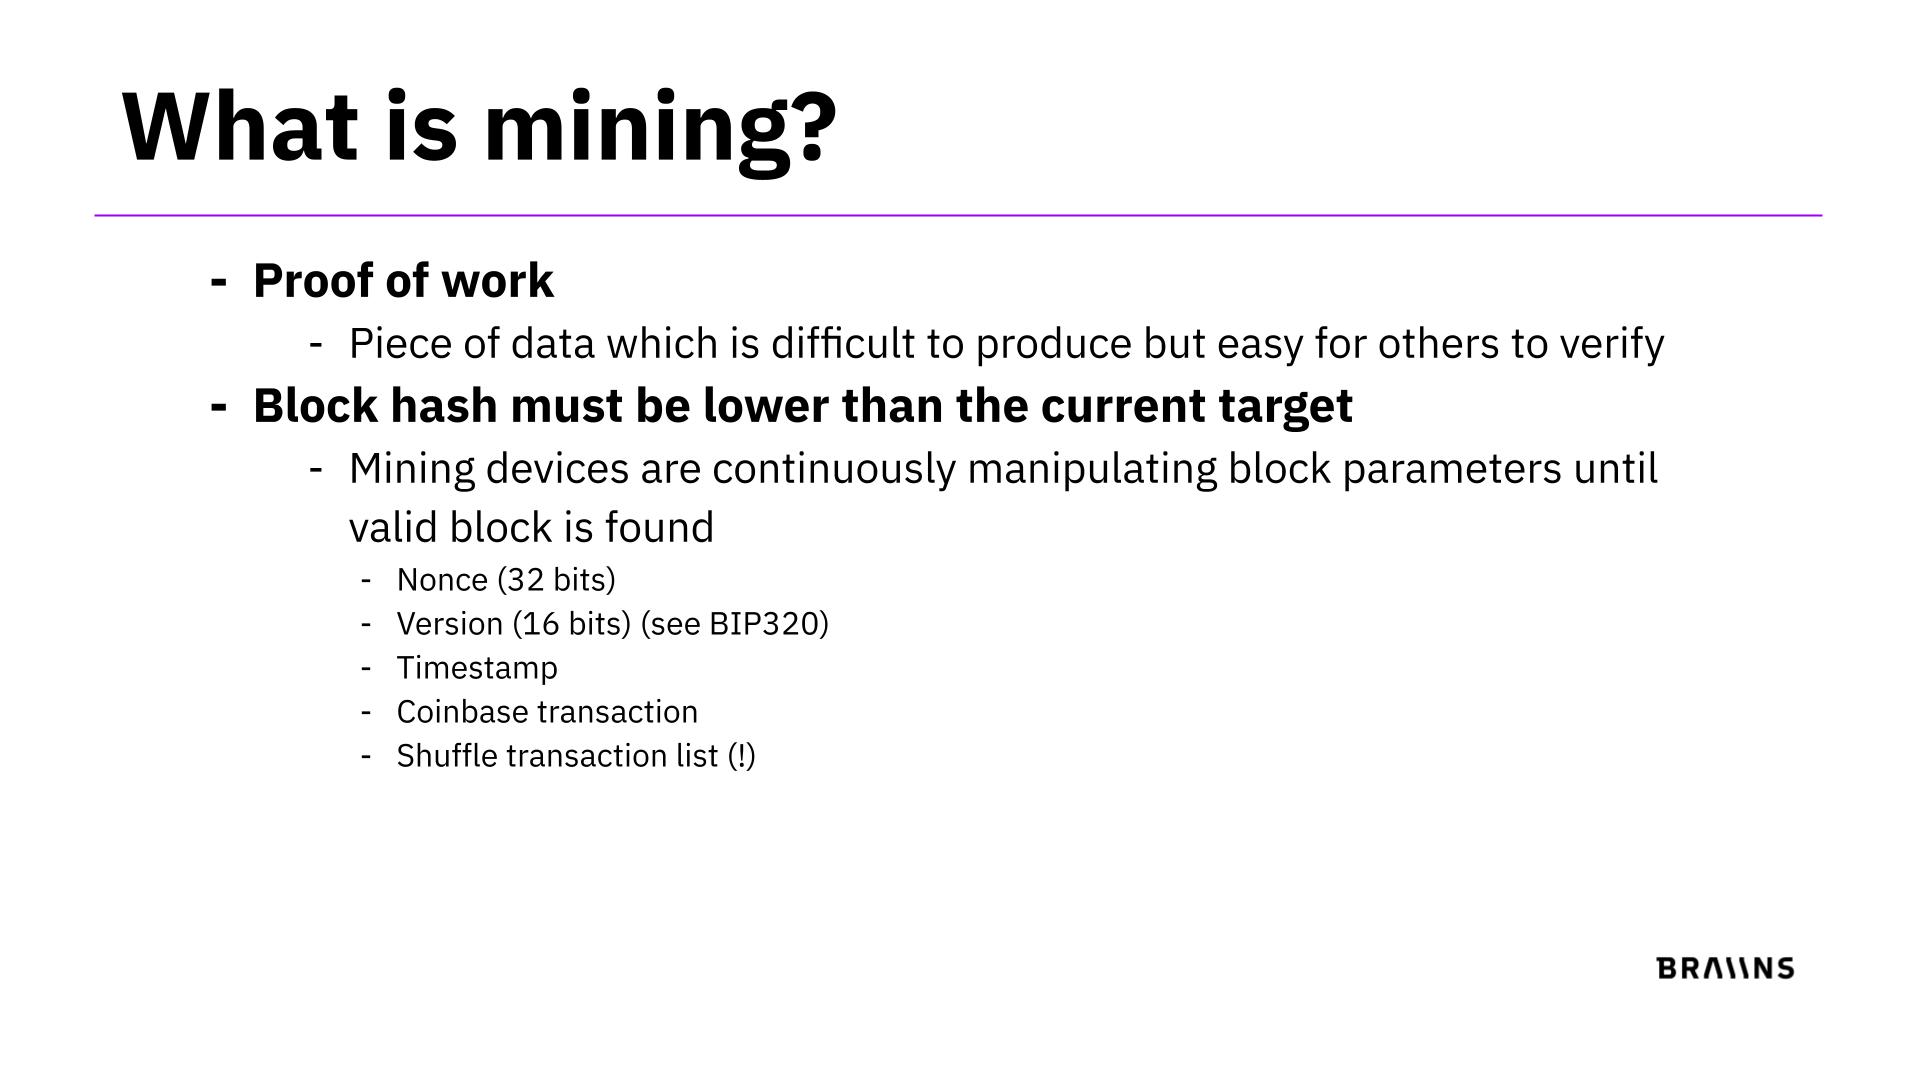 What is mining?
- Proof of work
- Piece of data which is difficult to produce but easy for others to verify
- Block hash must be lower than the current target
- Mining devices are continuously manipulating block parameters until
valid block is found
- Nonce (32 bits)
- Version (16 bits) (see BIP320)
- Timestamp
- Coinbase transaction
- Shuffle transaction list (!)
BRAIINS